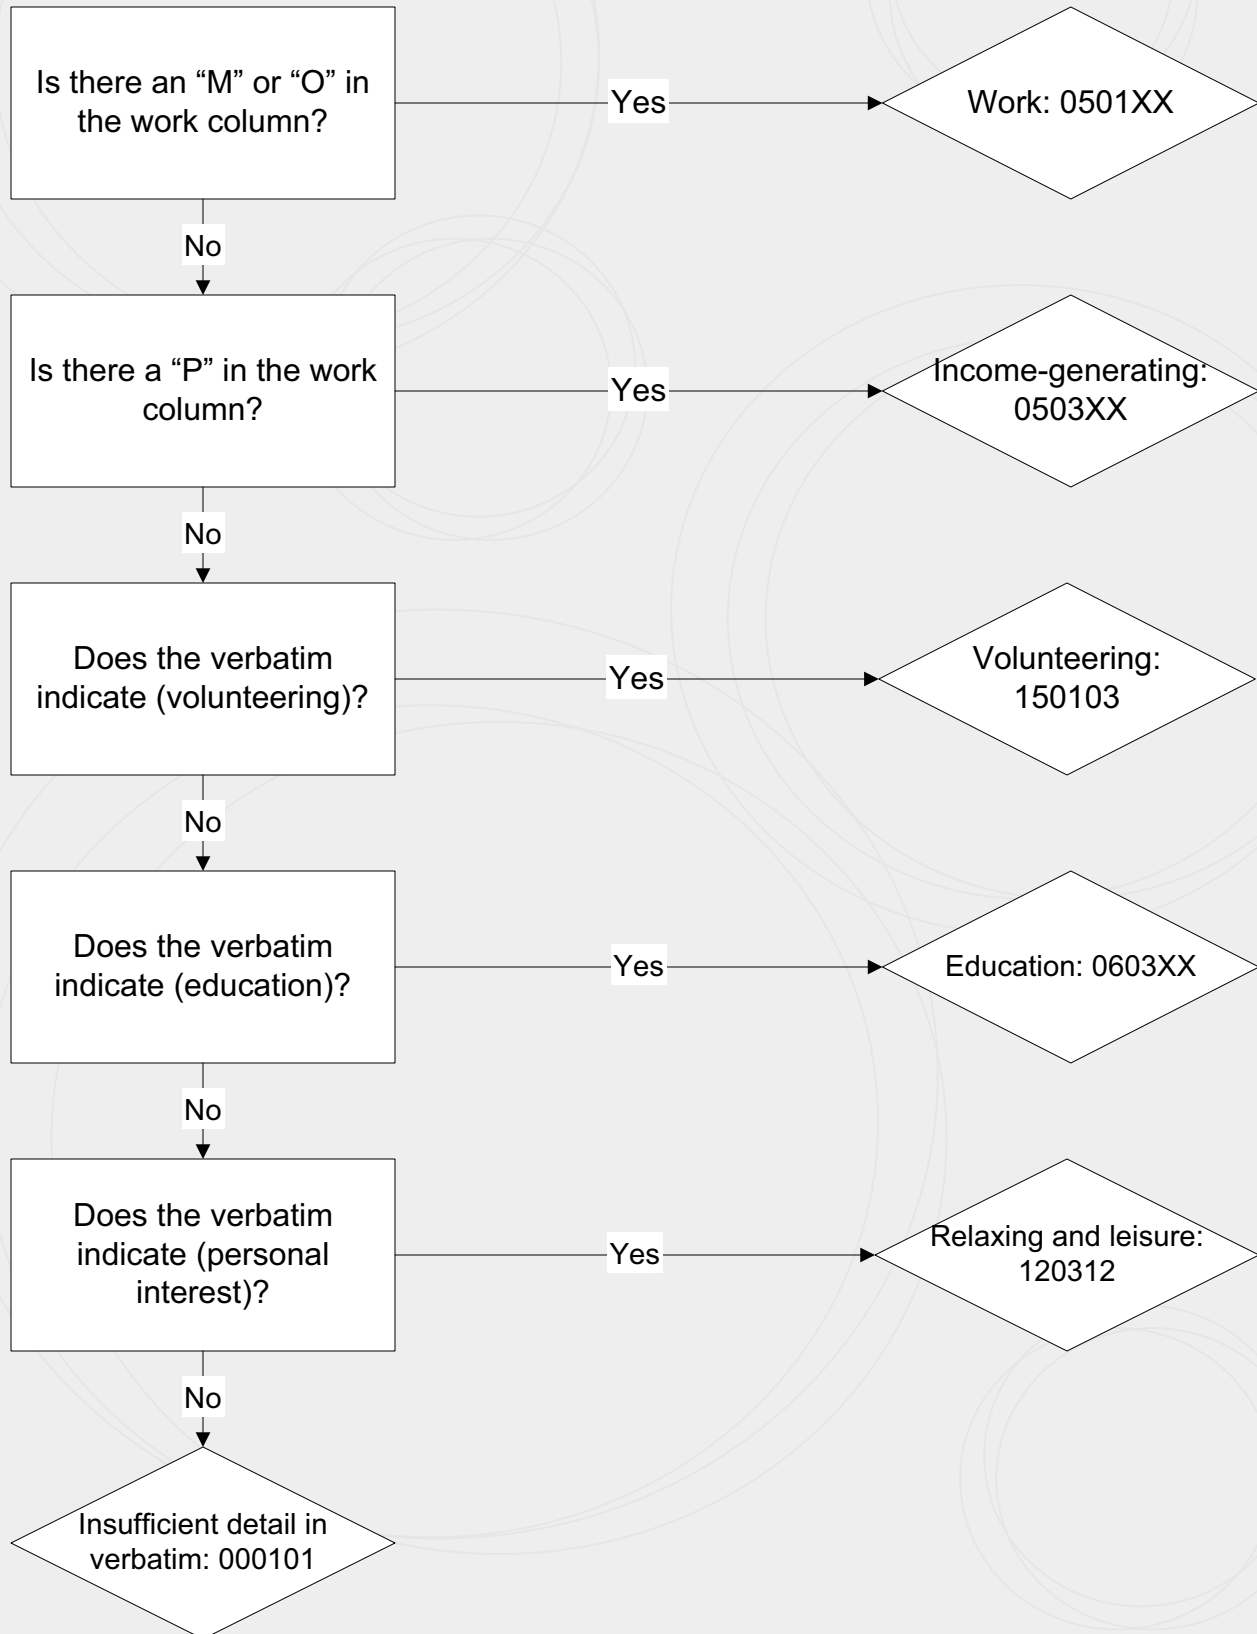 Is there an “M” or “O” in
the work column?
Yes
Work: 0501XX
No
Is there a “P” in the work
column?
Yes
Income-generating:
0503XX
No
Does the verbatim
indicate (volunteering)?
Yes
Volunteering:
150103
No
Does the verbatim
indicate (education)?
Yes
Education: 0603XX
No
Does the verbatim
indicate (personal
interest)?
Yes
Relaxing and leisure:
120312
No
Insufficient detail in
verbatim: 000101